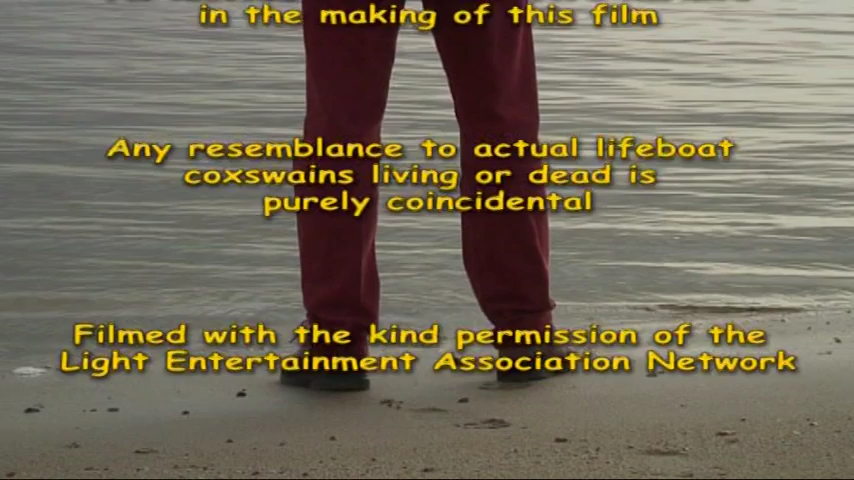 in the making of this film
Any resemblance to actual lifeboat
coxswains living or dead is
purely coincidental
Filmed with the kind permission of the
Light Entertainment Association Network